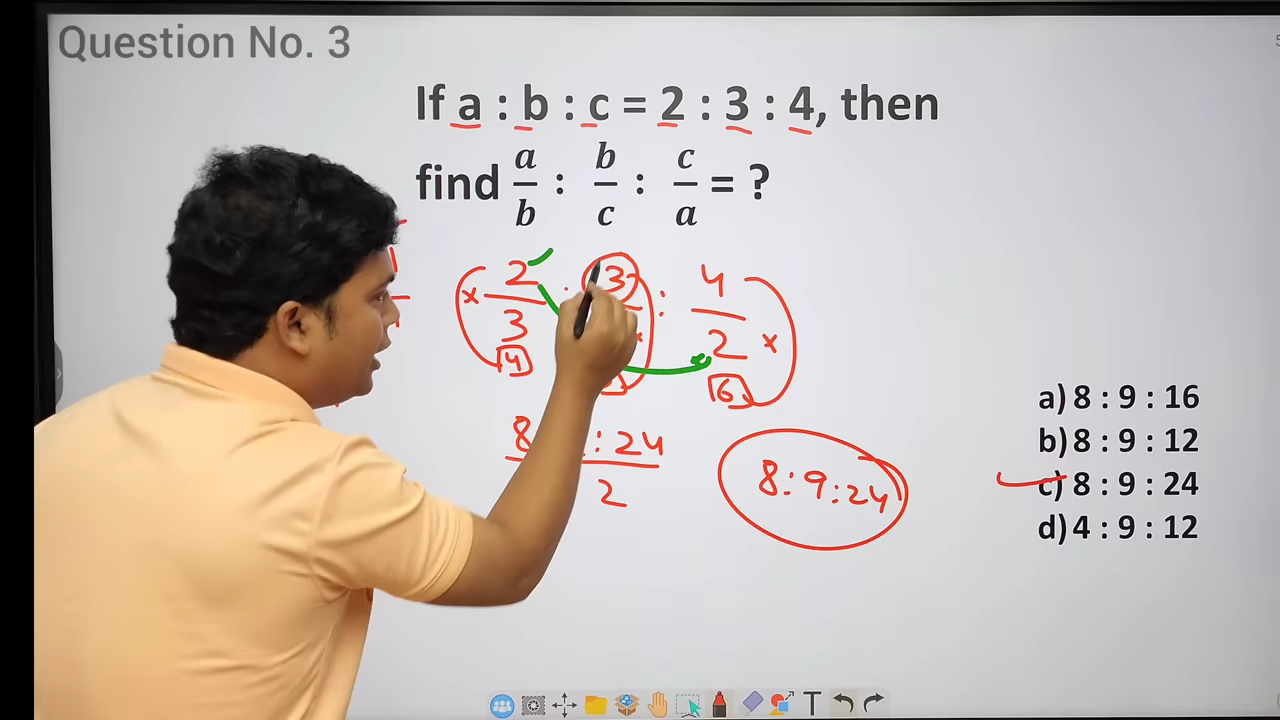 Question No. 3
If a : b : c = 2 : 3 : 4, then
find a/b : b/c : c/a = ?
× 2/3 : 3 : 4/2 ×
4 6
8 : 24
2
8 : 9 : 24
a) 8 : 9 : 16
b) 8 : 9 : 12
c) 8 : 9 : 24
d) 4 : 9 : 12
T